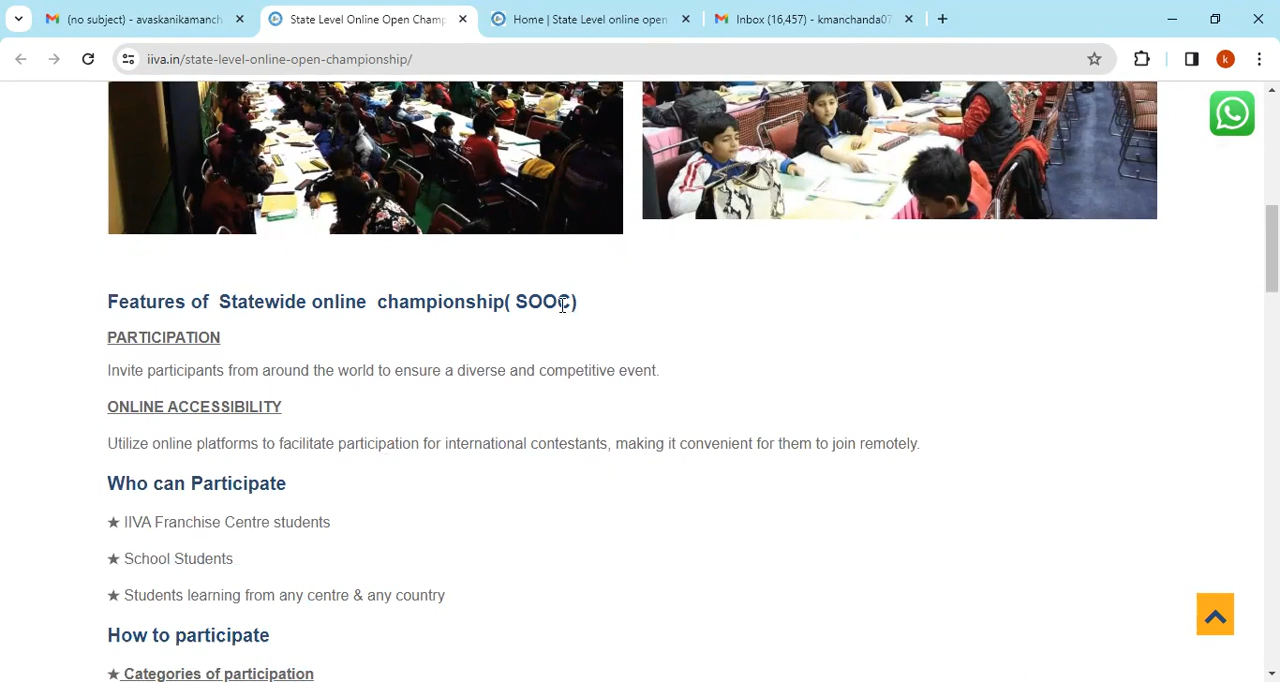 (no subject) - avaskanikamanch
State Level Online Open Champ
Home | State Level online open
Inbox (16,457) - kmanchanda07
iiva.in/state-level-online-open-championship/
k
Features of Statewide online championship( SOOC)
PARTICIPATION
Invite participants from around the world to ensure a diverse and competitive event.
ONLINE ACCESSIBILITY
Utilize online platforms to facilitate participation for international contestants, making it convenient for them to join remotely.
Who can Participate
★ IIVA Franchise Centre students
★ School Students
★ Students learning from any centre & any country
How to participate
★ Categories of participation